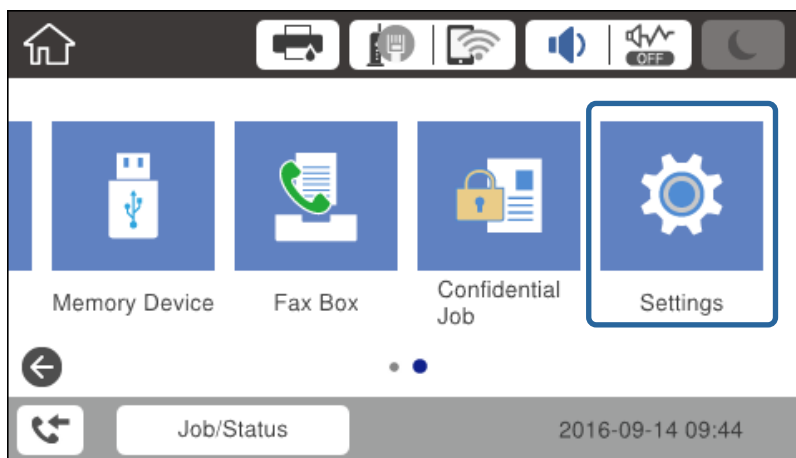 OFF
Memory Device
Fax Box
Confidential
Job
Settings
Job/Status
2016-09-14 09:44